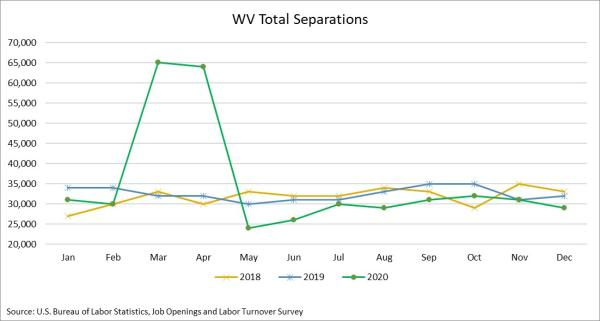 WV Total Separations
70,000
65,000
60,000
55,000
50,000
45,000
40,000
35,000
30,000
25,000
20,000
Jan Feb Mar Apr May Jun Jul Aug Sep Oct Nov Dec
2018 2019 2020
Source: U.S. Bureau of Labor Statistics, Job Openings and Labor Turnover Survey